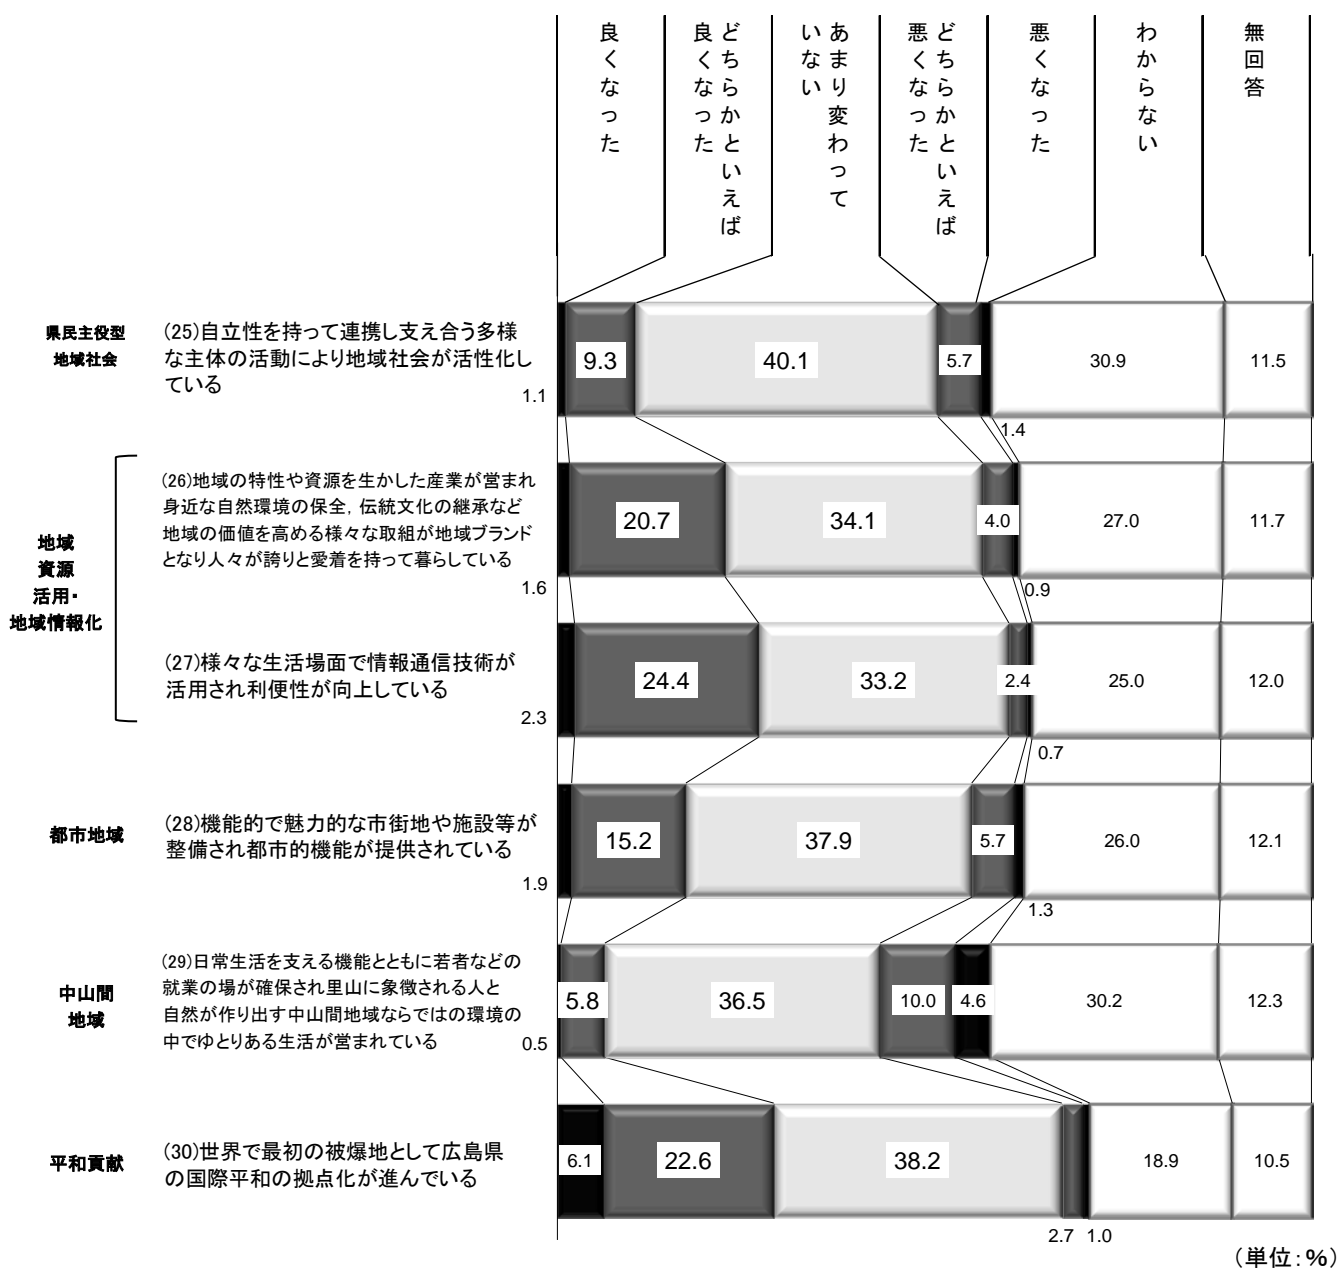 良くなった
どちらかといえば
良くなった
あまり変わって
いない
どちらかといえば
悪くなった
悪くなった
わからない
無回答
県民主役型
地域社会
(25)自立性を持って連携し支え合う多様
な主体の活動により地域社会が活性化し
ている
1.1
9.3
40.1
5.7
1.4
30.9
11.5
地域
資源
活用・
地域情報化
(26)地域の特性や資源を生かした産業が営まれ
身近な自然環境の保全，伝統文化の継承など
地域の価値を高める様々な取組が地域ブランド
となり人々が誇りと愛着を持って暮らしている
1.6
20.7
34.1
4.0
0.9
27.0
11.7
(27)様々な生活場面で情報通信技術が
活用され利便性が向上している
2.3
24.4
33.2
2.4
0.7
25.0
12.0
都市地域
(28)機能的で魅力的な市街地や施設等が
整備され都市的機能が提供されている
1.9
15.2
37.9
5.7
1.3
26.0
12.1
中山間
地域
(29)日常生活を支える機能とともに若者などの
就業の場が確保され里山に象徴される人と
自然が作り出す中山間地域ならではの環境の
中でゆとりある生活が営まれている
0.5
5.8
36.5
10.0
4.6
30.2
12.3
平和貢献
(30)世界で最初の被爆地として広島県
の国際平和の拠点化が進んでいる
6.1
22.6
38.2
2.7
1.0
18.9
10.5
（単位：％）